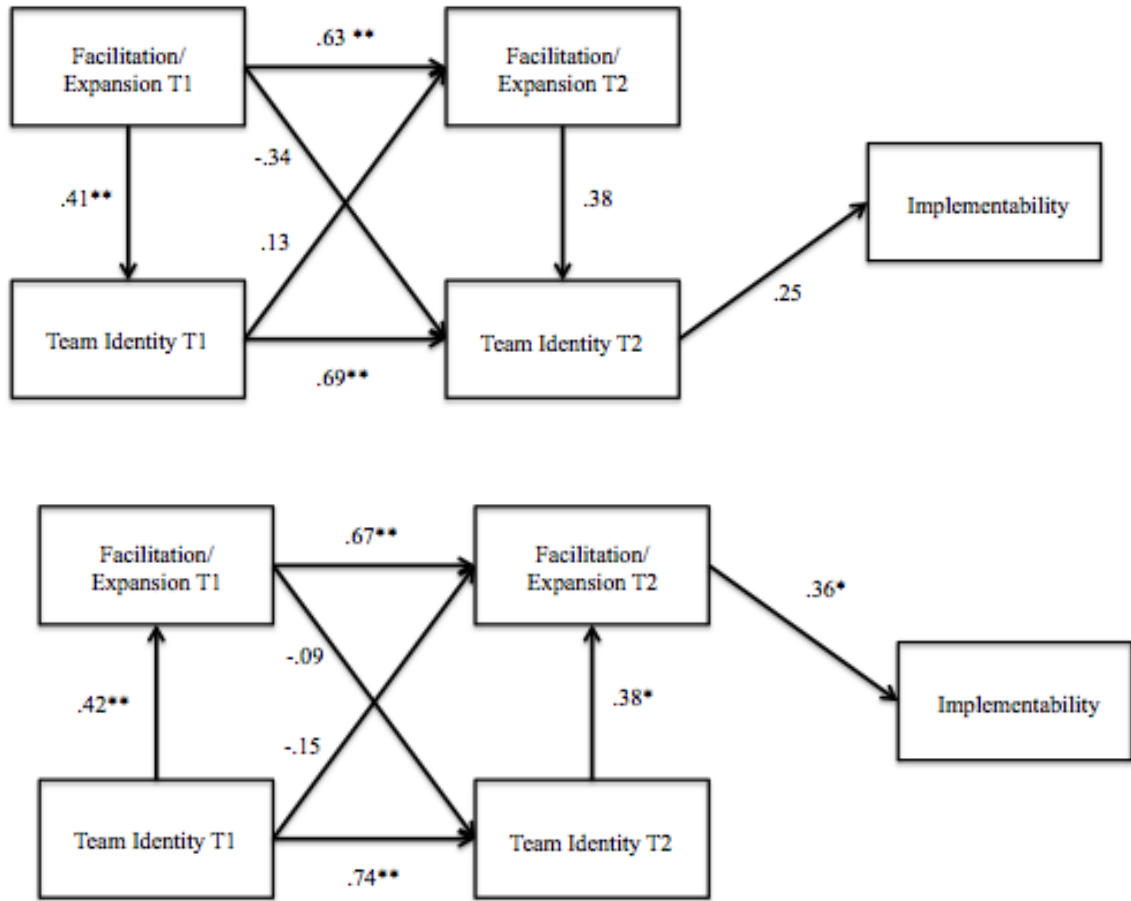 Facilitation/
Expansion T1
.63 **
Facilitation/
Expansion T2
-.34
.41**
.13
.38
Implementability
.25
Team Identity T1
.69**
Team Identity T2
Facilitation/
Expansion T1
.67**
Facilitation/
Expansion T2
.36*
-.09
.42**
-.15
.38*
Implementability
Team Identity T1
.74**
Team Identity T2